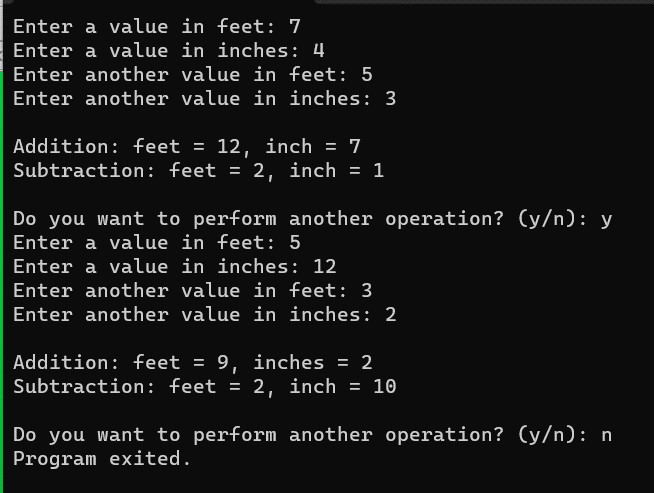 Enter a value in feet: 7
Enter a value in inches: 4
Enter another value in feet: 5
Enter another value in inches: 3
Addition: feet = 12, inch = 7
Subtraction: feet = 2, inch = 1
Do you want to perform another operation? (y/n): y
Enter a value in feet: 5
Enter a value in inches: 12
Enter another value in feet: 3
Enter another value in inches: 2
Addition: feet = 9, inches = 2
Subtraction: feet = 2, inch = 10
Do you want to perform another operation? (y/n): n
Program exited.